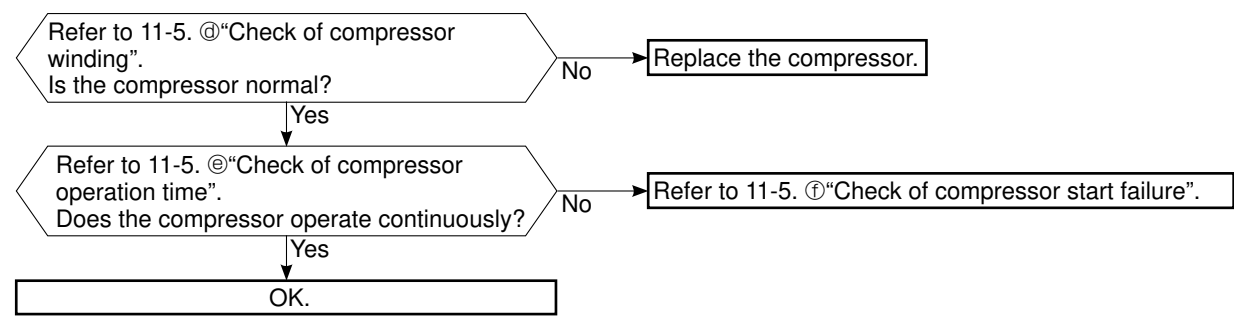 Refer to 11-5. ⓓ“Check of compressor
winding”.
Is the compressor normal?
No
Replace the compressor.
Yes
Refer to 11-5. ⓔ“Check of compressor
operation time”.
Does the compressor operate continuously?
No
Refer to 11-5. ⓕ“Check of compressor start failure”.
Yes
OK.